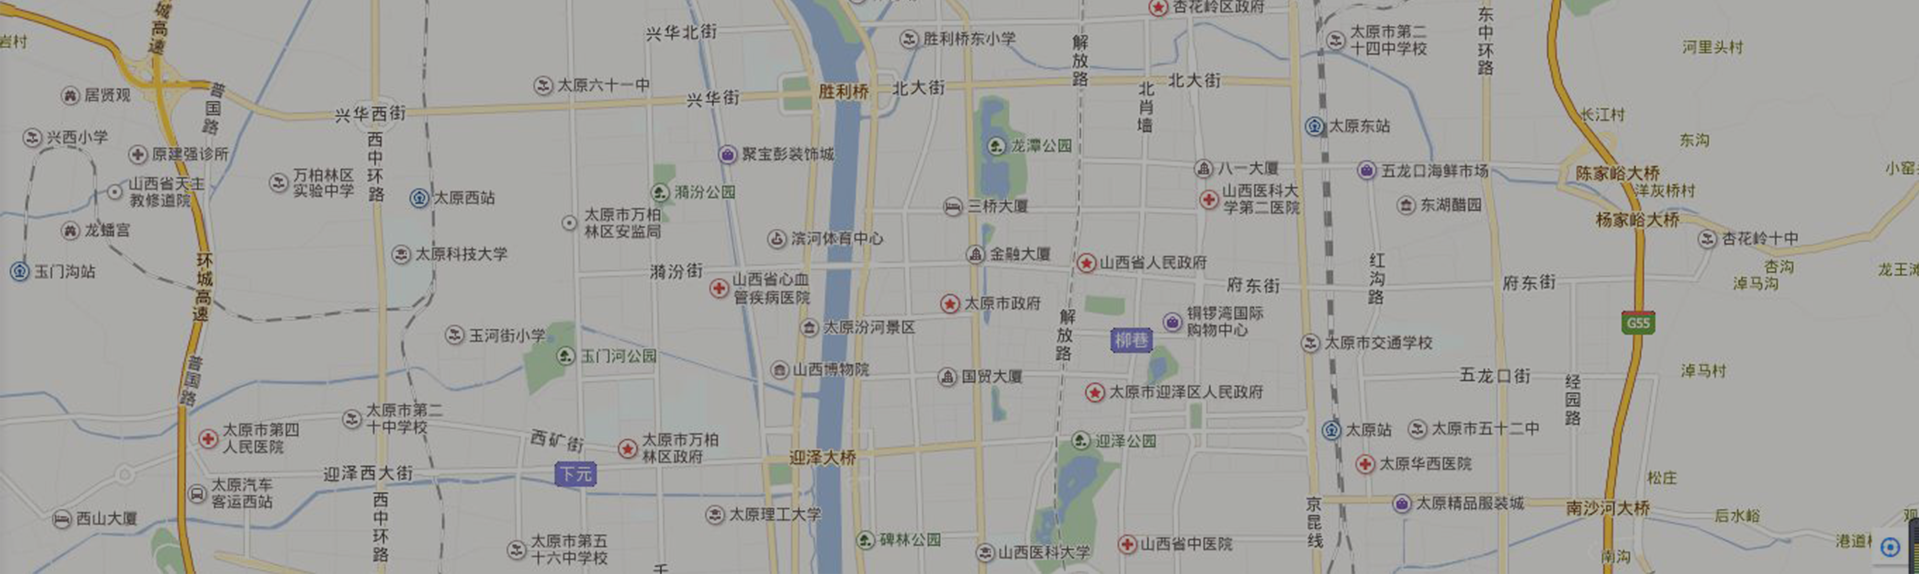 城高速
岩村
居贤观
普国路
兴西小学
原建强诊所
山西省天主
教修道院
龙蟠宫
玉门沟站
环城高速
普国路
万柏林区
实验中学
兴华西街
西中环路
太原西站
太原科技大学
玉河街小学
玉门河公园
太原市第四
人民医院
太原市第二
十中学校
迎泽西大街
太原汽车
客运西站
西山大厦
西中环路
太原市第五
十六中学校
西矿街
下元
太原市万柏
林区政府
千
兴华北街
太原六十一中
兴华街
胜利桥
聚宝彭装饰城
漪汾公园
太原市万柏
林区安监局
滨河体育中心
漪汾街
山西省心血
管疾病医院
太原汾河景区
山西博物院
迎泽大桥
太原理工大学
碑林公园
胜利桥东小学
北大街
龙潭公园
三桥大厦
金融大厦
太原市政府
国贸大厦
解放路
解放路
山西医科大学
迎泽公园
山西省中医院
杏花岭区政府
北大街
北肖墙
八一大厦
山西医科大
学第二医院
山西省人民政府
府东街
铜锣湾国际
购物中心
柳巷
太原市迎泽区人民政府
太原市第二
十四中学校
东中环路
太原东站
五龙口海鲜市场
东湖醋园
红沟路
府东街
太原市交通学校
五龙口街
经园路
太原站
太原市五十二中
太原华西医院
太原精品服装城
京昆线
河里头村
长江村
东沟
陈家峪大桥
洋灰桥村
杨家峪大桥
小窑
杏花岭十中
杏沟
淖马沟
龙王
G55
淖马村
松庄
南沙河大桥
后水峪
观
港道
南沟